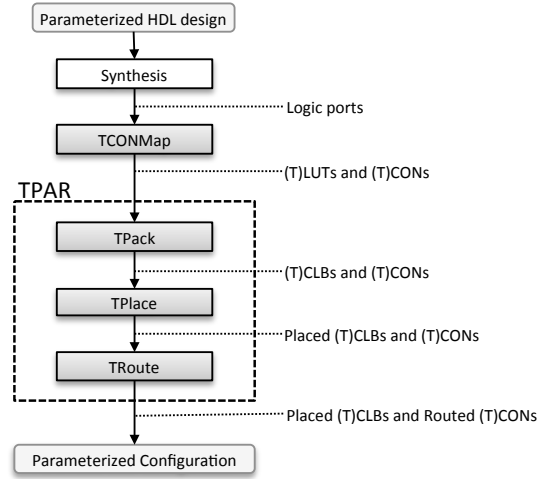 Parameterized HDL design
Synthesis
Logic ports
TCONMap
(T)LUTs and (T)CONs
TPAR
TPack
(T)CLBs and (T)CONs
TPlace
Placed (T)CLBs and (T)CONs
TRoute
Placed (T)CLBs and Routed (T)CONs
Parameterized Configuration